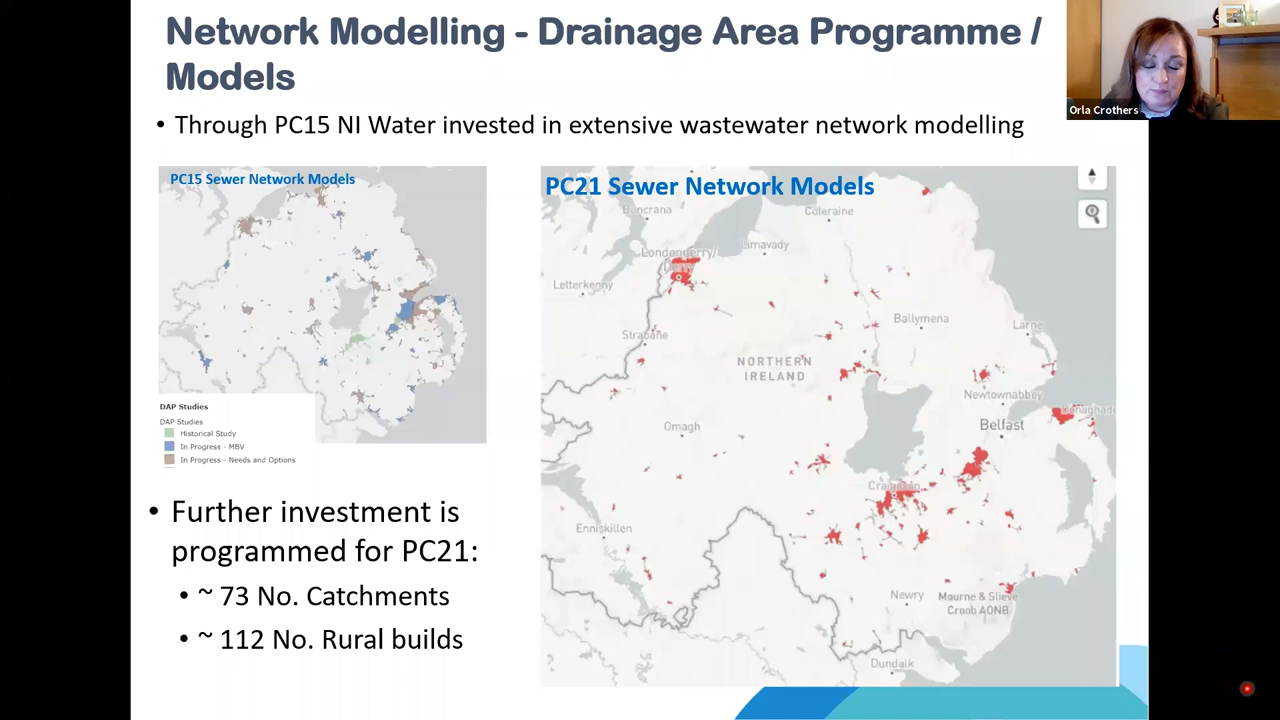 Network Modelling - Drainage Area Programme /
Models
Orla Crothers
• Through PC15 NI Water invested in extensive wastewater network modelling
PC15 Sewer Network Models
DAP Studies
DAP Studies
Historical Study
In Progress - MBV
In Progress - Needs and Options
• Further investment is
programmed for PC21:
• ~ 73 No. Catchments
• ~ 112 No. Rural builds
PC21 Sewer Network Models
Buncrana
Coleraine
Limavady
Londonderry/
Letterkenny
Strabane
Ballymena
Larne
NORTHERN
IRELAND
Newtownabbey
Omagh
Belfast
Enniskillen
Newry
Mourne & Slieve
Croob AONB
Dundalk